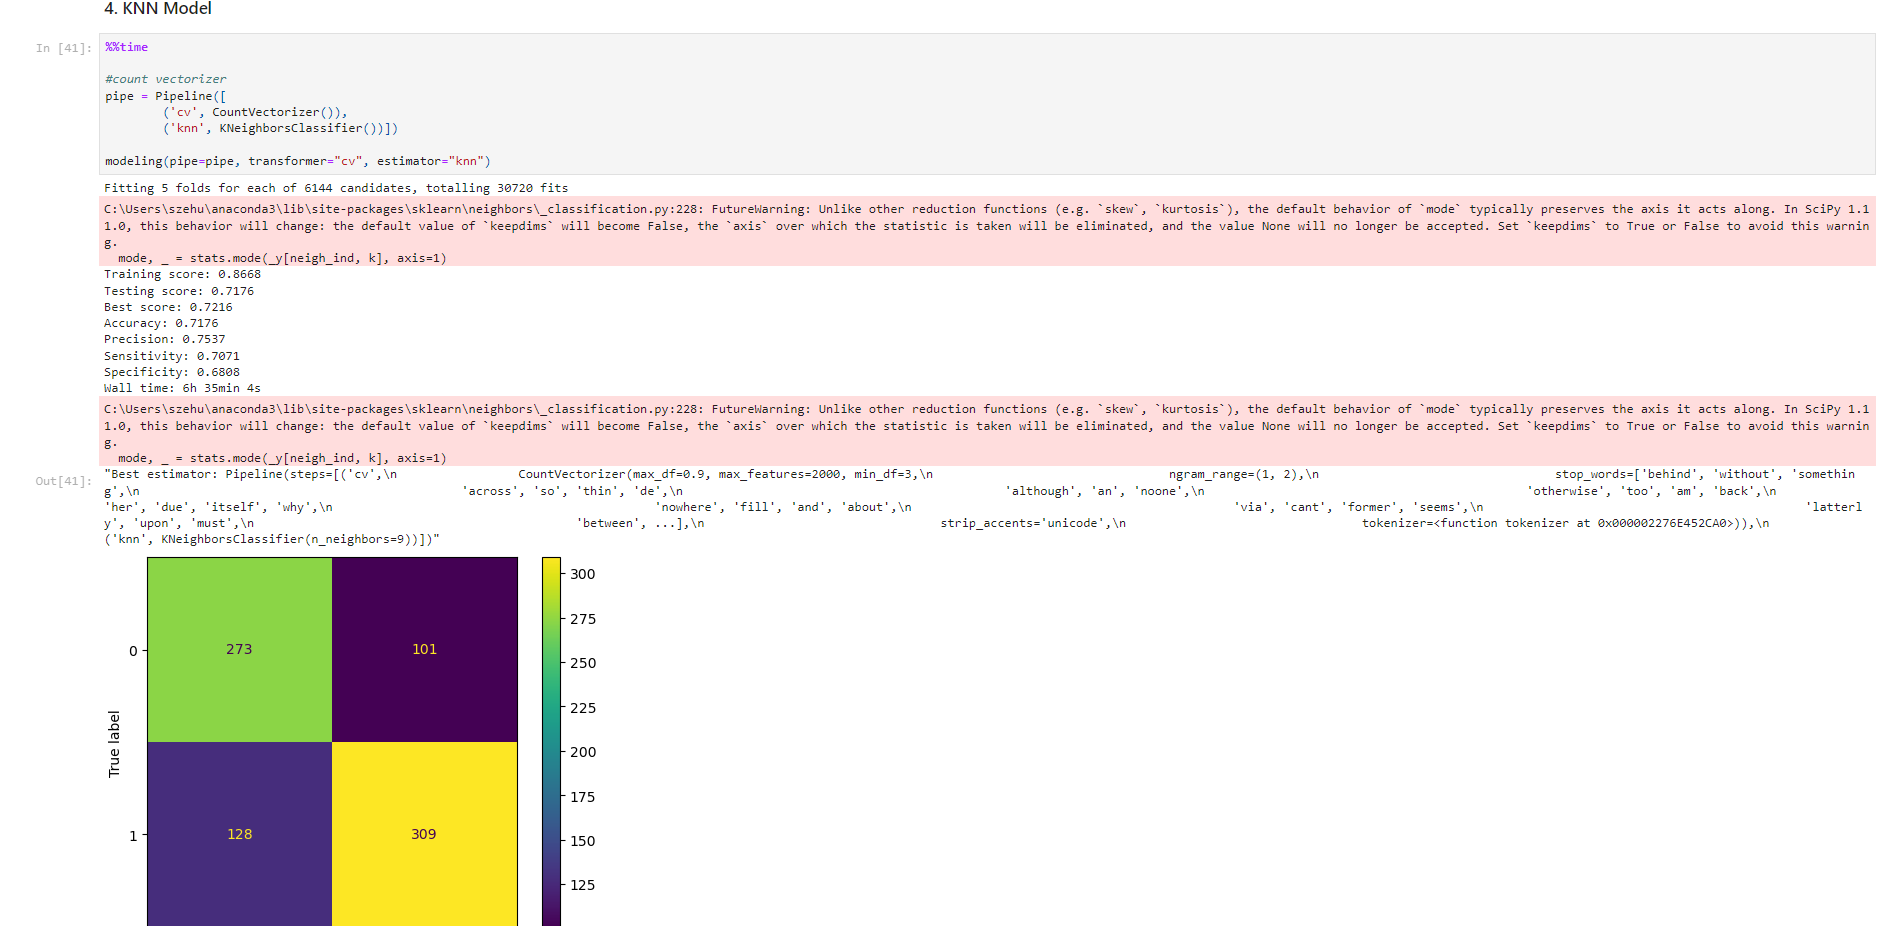 4. KNN Model
In [41]:
%%time
#count vectorizer
pipe = Pipeline([
('cv', CountVectorizer()),
('knn', KNeighborsClassifier())])
modeling(pipe=pipe, transformer="cv", estimator="knn")
Fitting 5 folds for each of 6144 candidates, totalling 30720 fits
C:\Users\szehu\anaconda3\lib\site-packages\sklearn\neighbors\_classification.py:228: FutureWarning: Unlike other reduction functions (e.g. `skew`, `kurtosis`), the default behavior of `mode` typically preserves the axis it acts along. In SciPy 1.1
1.0, this behavior will change: the default value of `keepdims` will become False, the `axis` over which the statistic is taken will be eliminated, and the value None will no longer be accepted. Set `keepdims` to True or False to avoid this warnin
g.
mode, _ = stats.mode(_y[neigh_ind, k], axis=1)
Training score: 0.8668
Testing score: 0.7176
Best score: 0.7216
Accuracy: 0.7176
Precision: 0.7537
Sensitivity: 0.7071
Specificity: 0.6808
Wall time: 6h 35min 4s
C:\Users\szehu\anaconda3\lib\site-packages\sklearn\neighbors\_classification.py:228: FutureWarning: Unlike other reduction functions (e.g. `skew`, `kurtosis`), the default behavior of `mode` typically preserves the axis it acts along. In SciPy 1.1
1.0, this behavior will change: the default value of `keepdims` will become False, the `axis` over which the statistic is taken will be eliminated, and the value None will no longer be accepted. Set `keepdims` to True or False to avoid this warnin
g.
mode, _ = stats.mode(_y[neigh_ind, k], axis=1)
Out[41]:
"Best estimator: Pipeline(steps=[('cv',\n CountVectorizer(max_df=0.9, max_features=2000, min_df=3,\n ngram_range=(1, 2),\n stop_words=['behind', 'without', 'somethin
g',\n 'across', 'so', 'thin', 'de',\n 'although', 'an', 'noone',\n 'otherwise', 'too', 'am', 'back',\n
'her', 'due', 'itself', 'why',\n 'nowhere', 'fill', 'and', 'about',\n 'via', 'cant', 'former', 'seems',\n 'latterl
y', 'upon', 'must',\n 'between', ...],\n strip_accents='unicode',\n tokenizer=<function tokenizer at 0x000002276E452CA0>)),\n
('knn', KNeighborsClassifier(n_neighbors=9))])"
300
275
250
225
200
175
150
125
0
273
101
True label
1
128
309